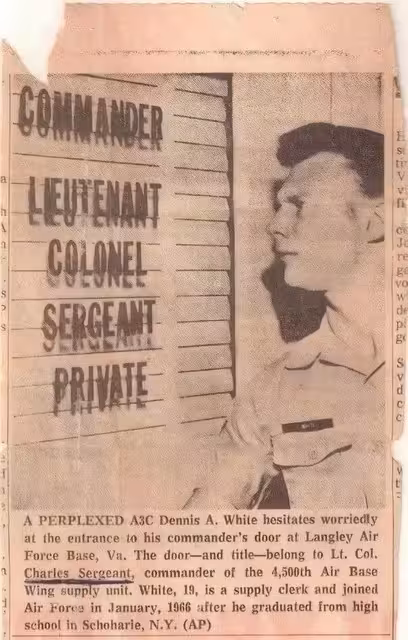 COMMANDER
LIEUTENANT
COLONEL
SERGEANT
PRIVATE
A PERPLEXED A3C Dennis A. White hesitates worriedly
at the entrance to his commander's door at Langley Air
Force Base, Va. The door—and title—belong to Lt. Col.
Charles Sergeant, commander of the 4,500th Air Base
Wing supply unit. White, 19, is a supply clerk and joined
Air Force in January, 1966 after he graduated from high
school in Schoharie, N.Y. (AP)